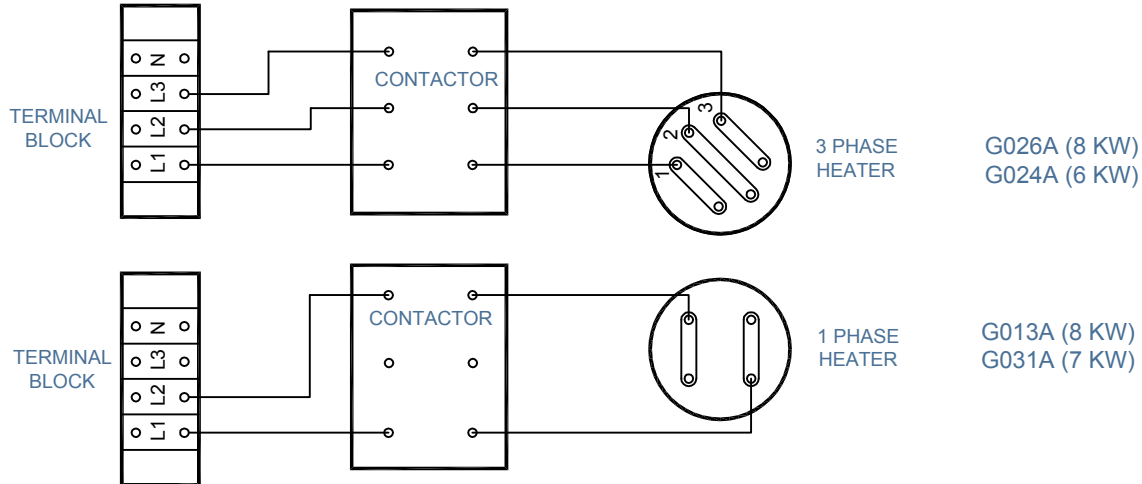 N
L3
L2
L1
TERMINAL
BLOCK
CONTACTOR
3
2
1
3 PHASE
HEATER
G026A (8 KW)
G024A (6 KW)
N
L3
L2
L1
TERMINAL
BLOCK
CONTACTOR
1 PHASE
HEATER
G013A (8 KW)
G031A (7 KW)